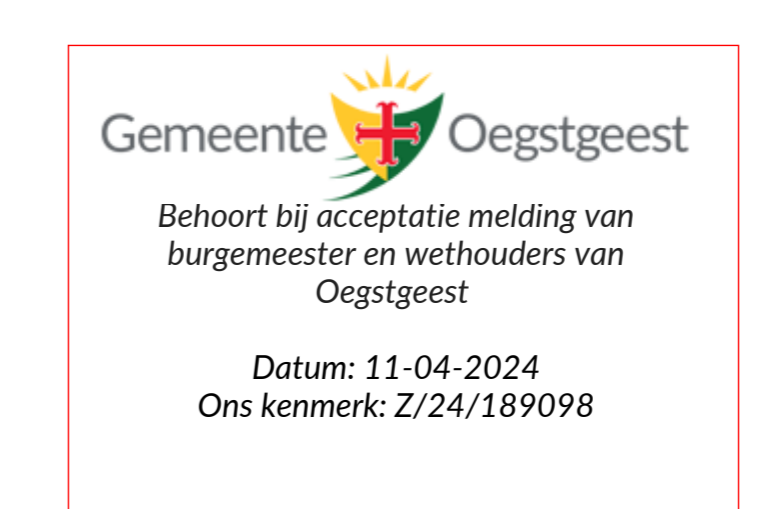 Gemeente Oegstgeest
Behoort bij acceptatie melding van
burgemeester en wethouders van
Oegstgeest
Datum: 11-04-2024
Ons kenmerk: Z/24/189098